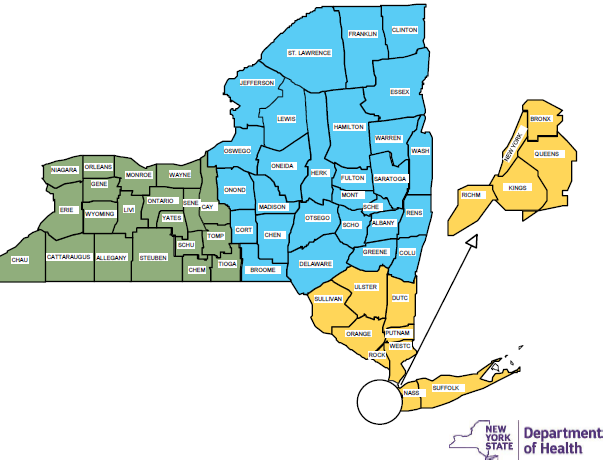 CLINTON
FRANKLIN
ST. LAWRENCE
JEFFERSON
ESSEX
LEWIS
HAMILTON
BRONX
WARREN
NEW YORK
OSWEGO
WASH
QUEENS
ONEIDA
NIAGARA
ORLEANS
MONROE
WAYNE
HERK
FULTON
SARATOGA
GENE
ONOND
KINGS
MONT
RICHM
ONTARIO
SENE
CAY
MADISON
SCHE
ERIE
WYOMING
LIVI
YATES
OTSEGO
RENS
ALBANY
SCHO
CORT
CHEN
TOMP
SCHU
GREENE
COLU
CHAU
CATTARAUGUS
ALLEGANY
STEUBEN
TIOGA
DELAWARE
CHEM
BROOME
ULSTER
SULLIVAN
DUTC
ORANGE
PUTNAM
WESTC
ROCK
SUFFOLK
NASS
NEW
YORK
STATE
Department
of Health